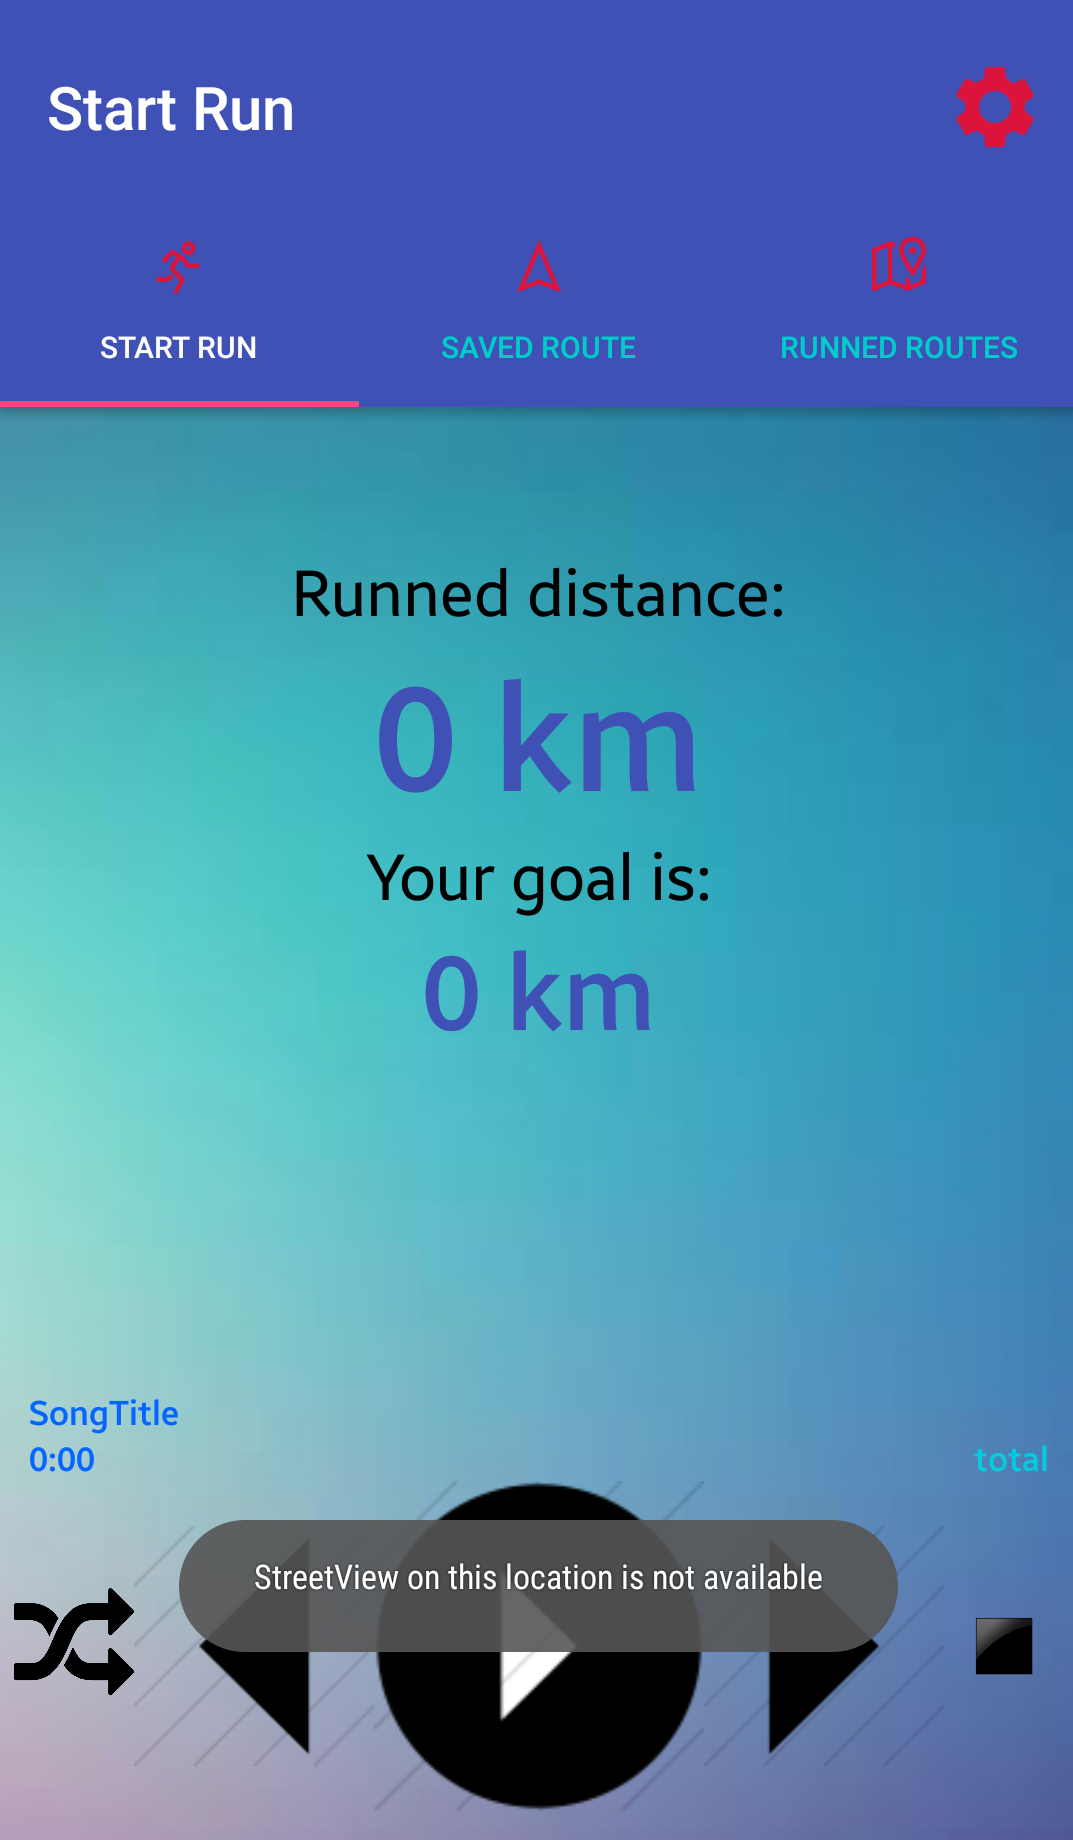 Start Run
START RUN
SAVED ROUTE
RUNNED ROUTES
Runned distance:
0 km
Your goal is:
0 km
SongTitle
0:00
total
StreetView on this location is not available